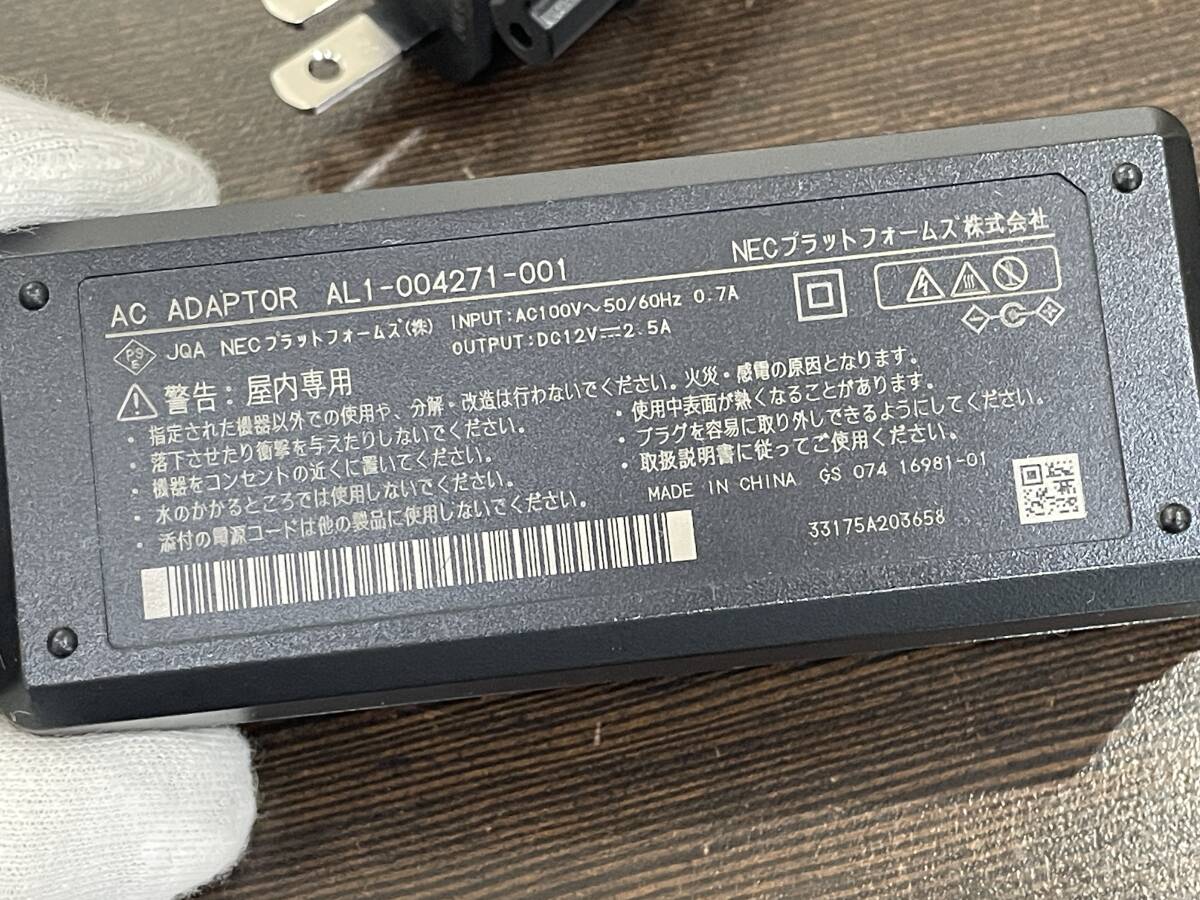 NECプラットフォームズ株式会社
AC ADAPTOR AL1-004271-001
PS E JQA NECプラットフォームズ(株) INPUT:AC100V～50/60Hz 0.7A
OUTPUT:DC12V⎓2.5A
警告:屋内専用
・指定された機器以外での使用や、分解・改造は行わないでください。火災・感電の原因となります。
・落下させたり衝撃を与えたりしないでください。
・機器をコンセントの近くに置いてください。
・水のかかるところでは使用しないでください。
・添付の電源コードは他の製品に使用しないでください。
・使用中表面が熱くなることがあります。
・プラグを容易に取り外しできるようにしてください。
・取扱説明書に従ってご使用ください。
MADE IN CHINA GS 074 16981-01
33175A203658